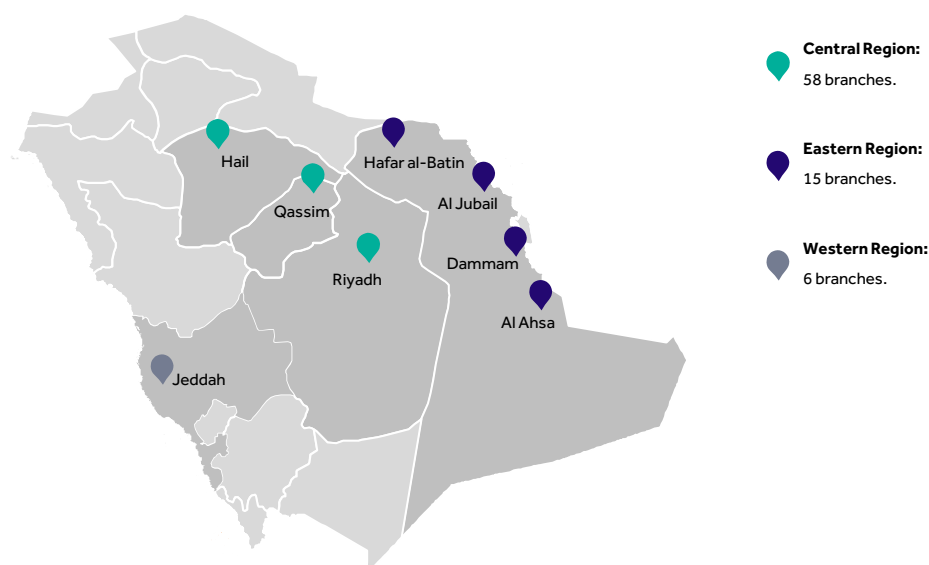 Hail
Hafar al-Batin
Qassim
Al Jubail
Riyadh
Dammam
Al Ahsa
Jeddah
Central Region:
58 branches.
Eastern Region:
15 branches.
Western Region:
6 branches.